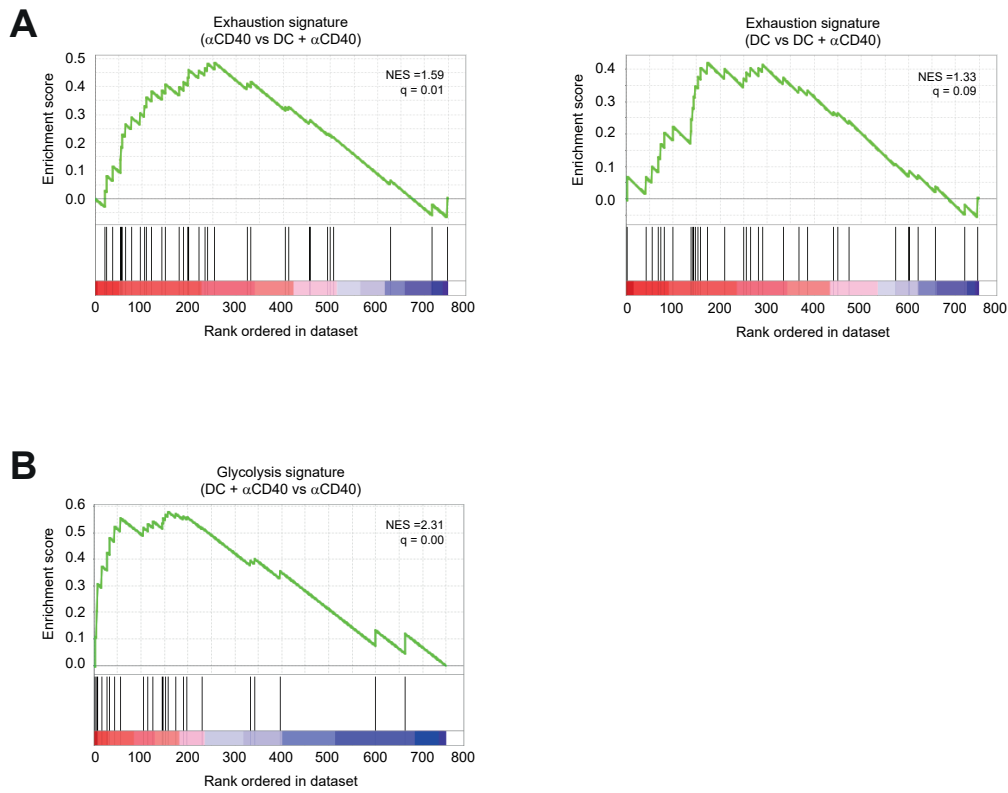 A
Exhaustion signature
(αCD40 vs DC + αCD40)
NES =1.59
q = 0.01
Enrichment score
0.5
0.4
0.3
0.2
0.1
0.0
0 100 200 300 400 500 600 700 800
Rank ordered in dataset
Exhaustion signature
(DC vs DC + αCD40)
NES =1.33
q = 0.09
Enrichment score
0.4
0.3
0.2
0.1
0.0
0 100 200 300 400 500 600 700 800
Rank ordered in dataset
B
Glycolysis signature
(DC + αCD40 vs αCD40)
NES =2.31
q = 0.00
Enrichment score
0.6
0.5
0.4
0.3
0.2
0.1
0.0
0 100 200 300 400 500 600 700 800
Rank ordered in dataset